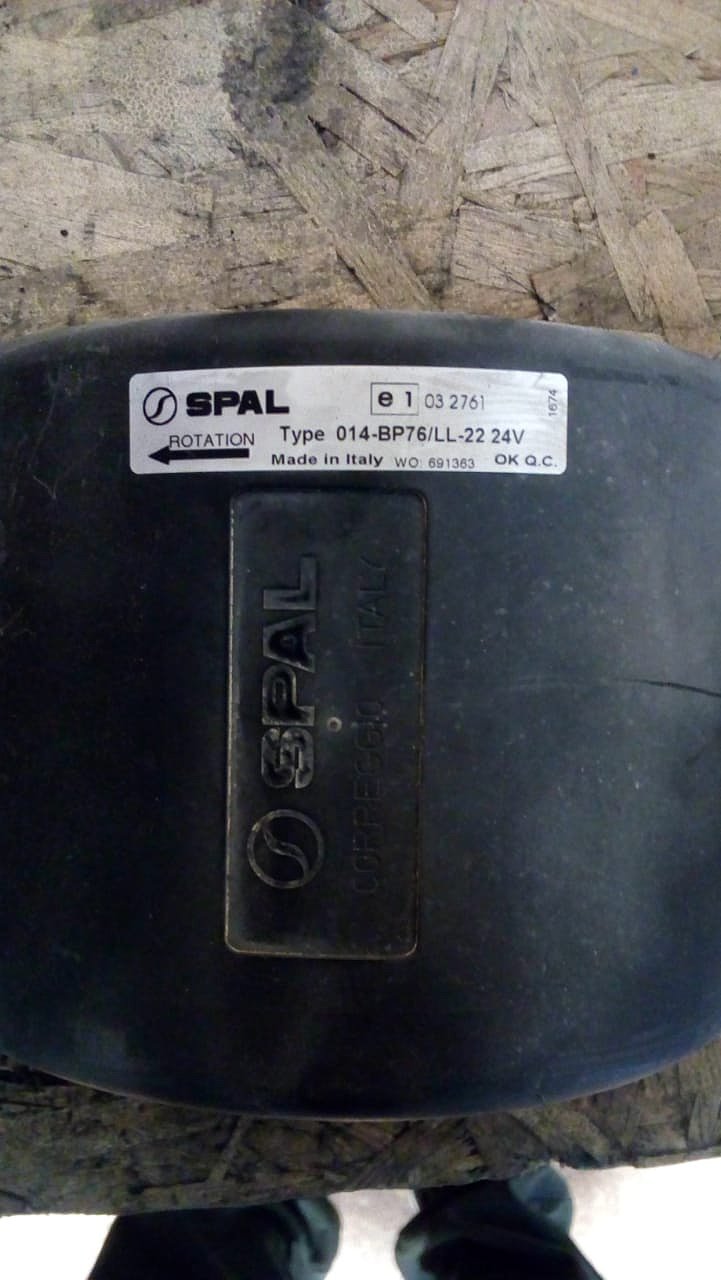 SPAL e1 03 2761
1674
ROTATION Type 014-BP76/LL-22 24V
Made in Italy WO: 691363 OK Q.C.
SPAL
CORREGGIO ITALY